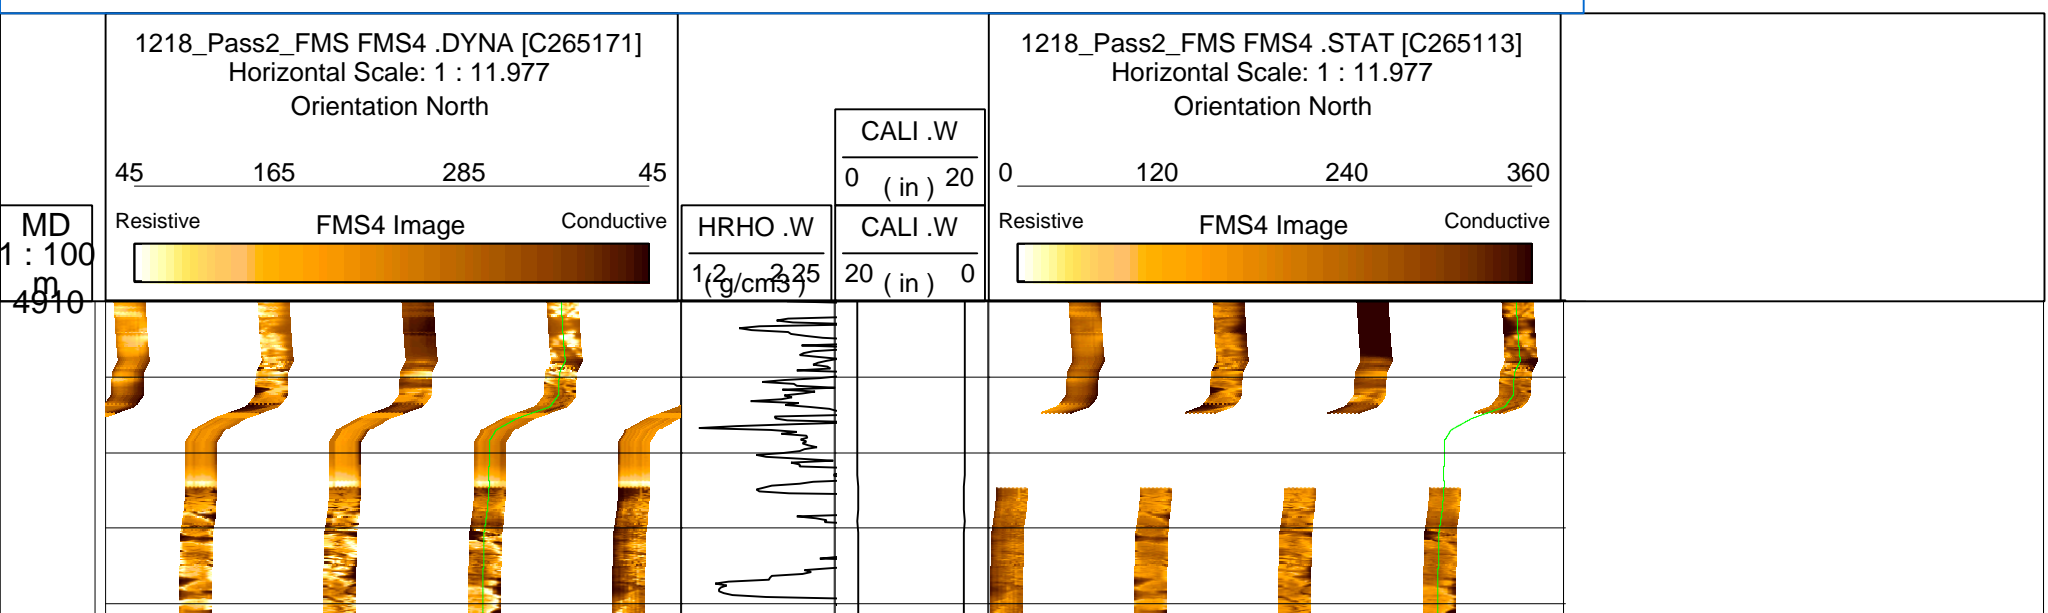 1218_Pass2_FMS FMS4 .DYNA [C265171]
Horizontal Scale: 1 : 11.977
Orientation North
45 165 285 45
Resistive FMS4 Image Conductive
MD
1 : 100
m
4910
HRHO .W
1.2 2.25
( g/cm3 )
CALI .W
0 ( in ) 20
CALI .W
20 ( in ) 0
1218_Pass2_FMS FMS4 .STAT [C265113]
Horizontal Scale: 1 : 11.977
Orientation North
0 120 240 360
Resistive FMS4 Image Conductive